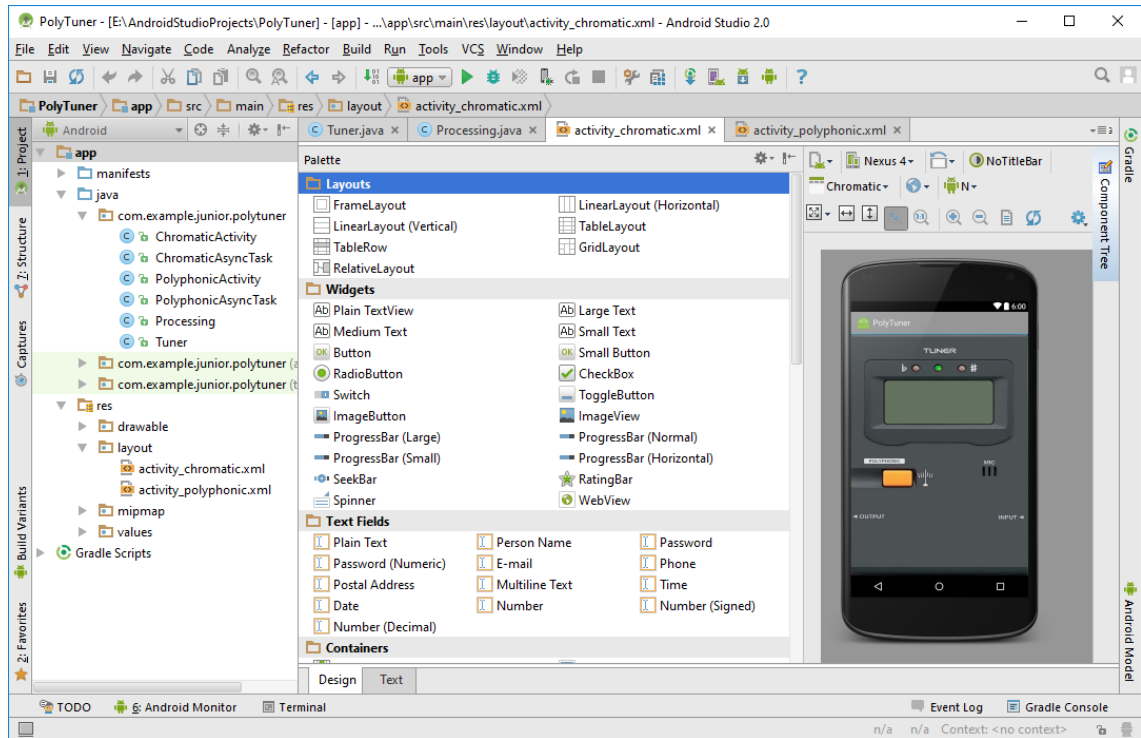 PolyTuner - [E:\AndroidStudioProjects\PolyTuner] - [app] - ...\app\src\main\res\layout\activity_chromatic.xml - Android Studio 2.0
File Edit View Navigate Code Analyze Refactor Build Run Tools VCS Window Help
app
PolyTuner app src main res layout activity_chromatic.xml
1: Project
7: Structure
Captures
Build Variants
2: Favorites
Android
app
manifests
java
com.example.junior.polytuner
ChromaticActivity
ChromaticAsyncTask
PolyphonicActivity
PolyphonicAsyncTask
Processing
Tuner
com.example.junior.polytuner (a
com.example.junior.polytuner (t
res
drawable
layout
activity_chromatic.xml
activity_polyphonic.xml
mipmap
values
Gradle Scripts
Tuner.java Processing.java activity_chromatic.xml activity_polyphonic.xml
Palette
Layouts
FrameLayout LinearLayout (Horizontal)
LinearLayout (Vertical) TableLayout
TableRow GridLayout
RelativeLayout
Widgets
Plain TextView Large Text
Medium Text Small Text
Button Small Button
RadioButton CheckBox
Switch ToggleButton
ImageButton ImageView
ProgressBar (Large) ProgressBar (Normal)
ProgressBar (Small) ProgressBar (Horizontal)
SeekBar RatingBar
Spinner WebView
Text Fields
Plain Text Person Name Password
Password (Numeric) E-mail Phone
Postal Address Multiline Text Time
Date Number Number (Signed)
Number (Decimal)
Containers
Design Text
Nexus 4 NoTitleBar
Chromatic N
6:00
PolyTuner
TUNER
♭ #
POLYPHONIC MIC
OUTPUT INPUT
Gradle
Component Tree
Android Model
TODO 6: Android Monitor Terminal Event Log Gradle Console
n/a n/a Context: <no context>